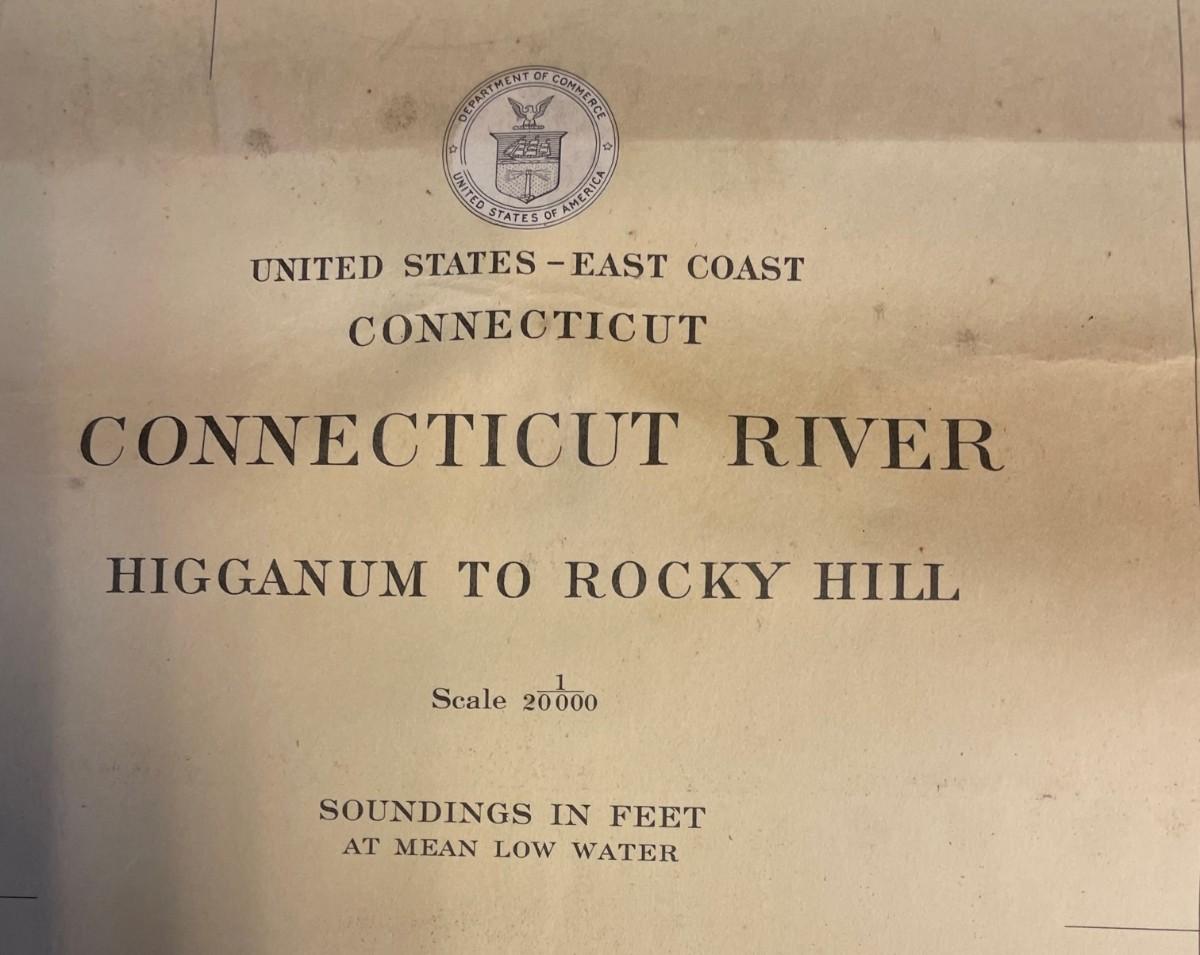 DEPARTMENT OF COMMERCE
UNITED STATES OF AMERICA
UNITED STATES - EAST COAST
CONNECTICUT
CONNECTICUT RIVER
HIGGANUM TO ROCKY HILL
Scale 1/20000
SOUNDINGS IN FEET
AT MEAN LOW WATER